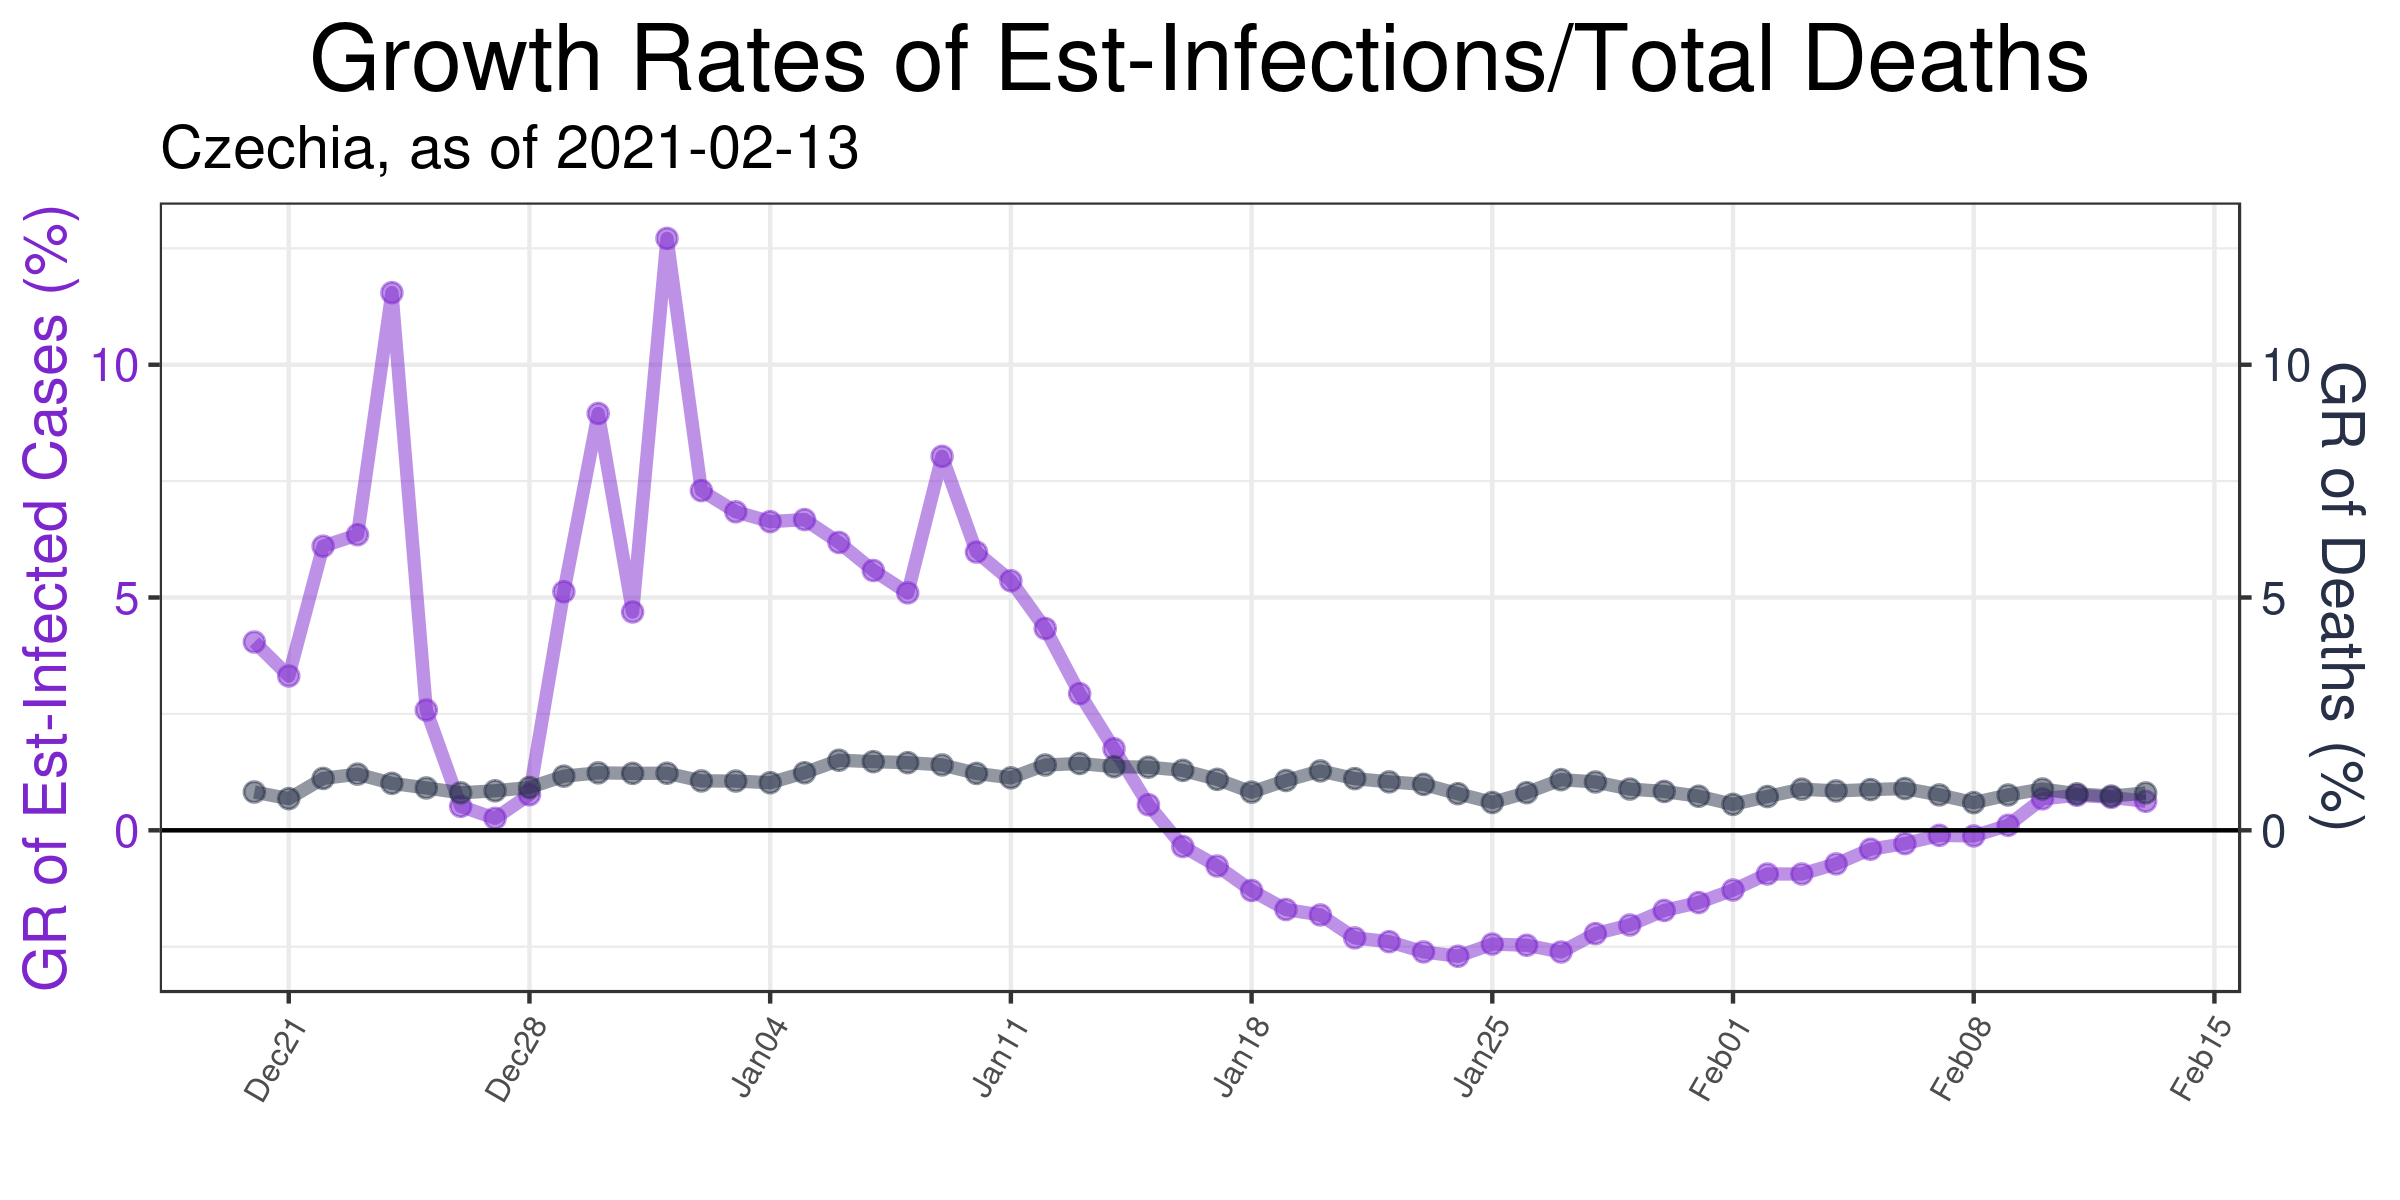 Growth Rates of Est-Infections/Total Deaths
Czechia, as of 2021-02-13
GR of Est-Infected Cases (%)
10
5
0
10
5
0
GR of Deaths (%)
Dec21
Dec28
Jan04
Jan11
Jan18
Jan25
Feb01
Feb08
Feb15